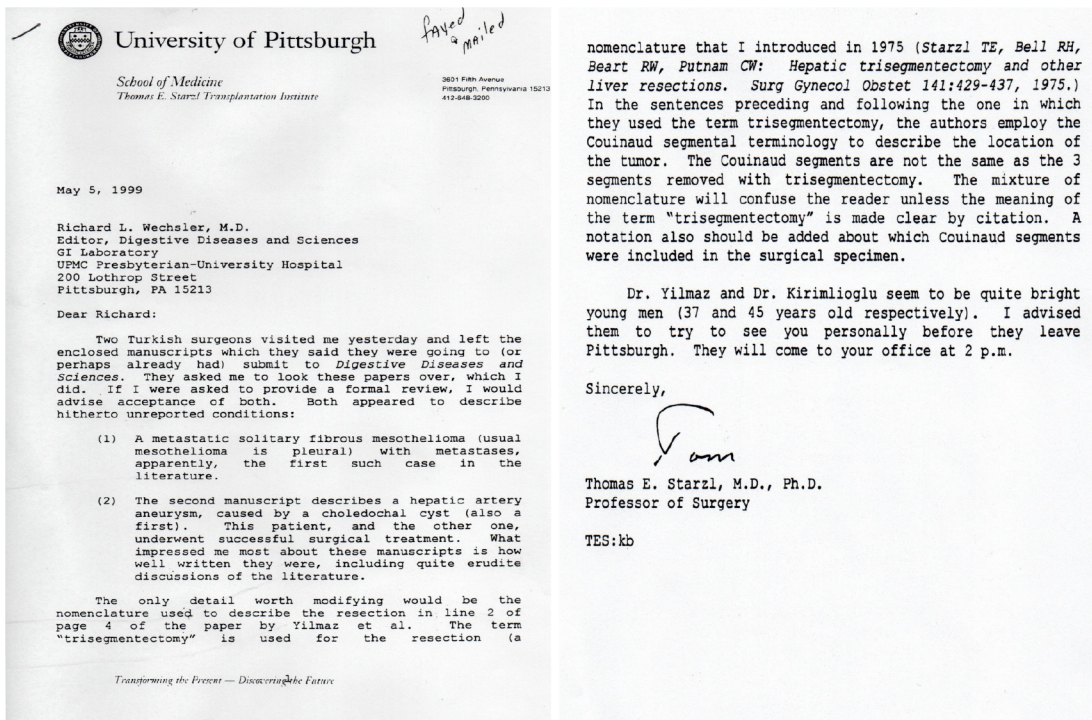 fAyed
& mAiled
University of Pittsburgh
School of Medicine
Thomas E. Starzl Transplantation Institute
3601 Fifth Avenue
Pittsburgh, Pennsylvania 15213
412-648-3200
May 5, 1999
Richard L. Wechsler, M.D.
Editor, Digestive Diseases and Sciences
GI Laboratory
UPMC Presbyterian-University Hospital
200 Lothrop Street
Pittsburgh, PA 15213
Dear Richard:
Two Turkish surgeons visited me yesterday and left the
enclosed manuscripts which they said they were going to (or
perhaps already had) submit to Digestive Diseases and
Sciences. They asked me to look these papers over, which I
did. If I were asked to provide a formal review, I would
advise acceptance of both. Both appeared to describe
hitherto unreported conditions:
(1) A metastatic solitary fibrous mesothelioma (usual
mesothelioma is pleural) with metastases,
apparently, the first such case in the
literature.
(2) The second manuscript describes a hepatic artery
aneurysm, caused by a choledochal cyst (also a
first). This patient, and the other one,
underwent successful surgical treatment. What
impressed me most about these manuscripts is how
well written they were, including quite erudite
discussions of the literature.
The only detail worth modifying would be the
nomenclature used to describe the resection in line 2 of
page 4 of the paper by Yilmaz et al. The term
"trisegmentectomy" is used for the resection (a
Transforming the Present — Discovering the Future
nomenclature that I introduced in 1975 (Starzl TE, Bell RH,
Beart RW, Putnam CW: Hepatic trisegmentectomy and other
liver resections. Surg Gynecol Obstet 141:429-437, 1975.)
In the sentences preceding and following the one in which
they used the term trisegmentectomy, the authors employ the
Couinaud segmental terminology to describe the location of
the tumor. The Couinaud segments are not the same as the 3
segments removed with trisegmentectomy. The mixture of
nomenclature will confuse the reader unless the meaning of
the term "trisegmentectomy" is made clear by citation. A
notation also should be added about which Couinaud segments
were included in the surgical specimen.
Dr. Yilmaz and Dr. Kirimlioglu seem to be quite bright
young men (37 and 45 years old respectively). I advised
them to try to see you personally before they leave
Pittsburgh. They will come to your office at 2 p.m.
Sincerely,
Tom
Thomas E. Starzl, M.D., Ph.D.
Professor of Surgery
TES:kb